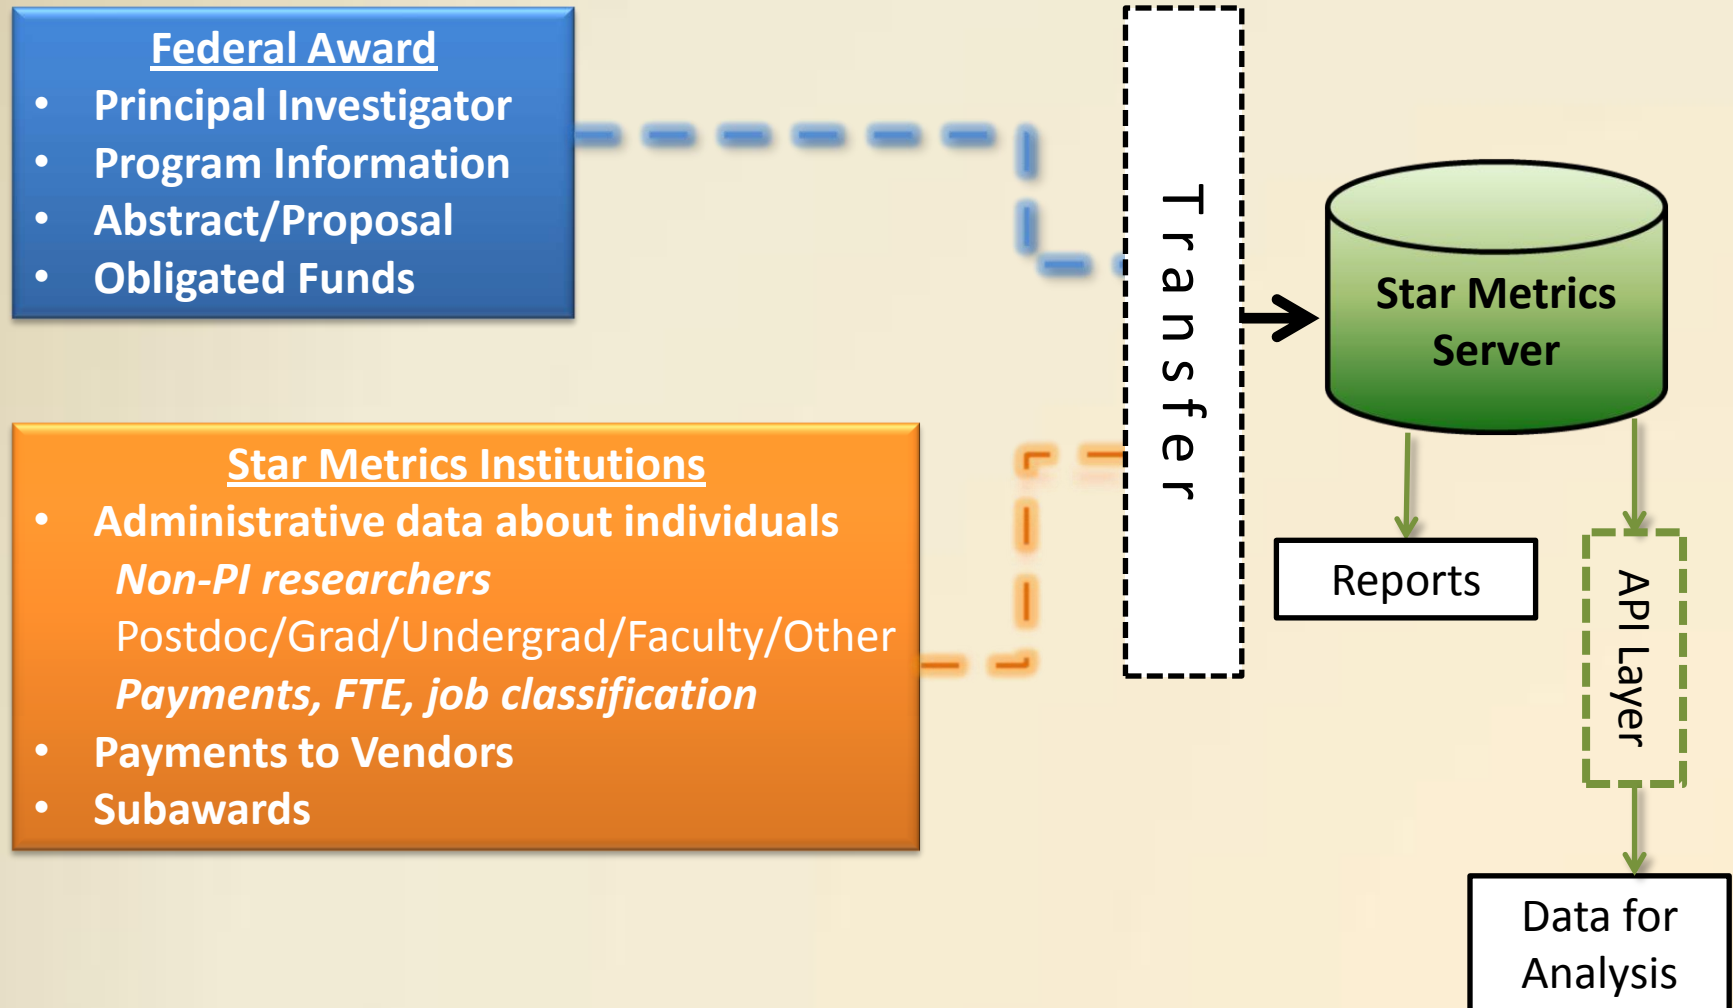 Federal Award
• Principal Investigator
• Program Information
• Abstract/Proposal
• Obligated Funds
Star Metrics Institutions
• Administrative data about individuals
Non-PI researchers
Postdoc/Grad/Undergrad/Faculty/Other
Payments, FTE, job classification
• Payments to Vendors
• Subawards
Transfer
Star Metrics
Server
Reports
API Layer
Data for
Analysis